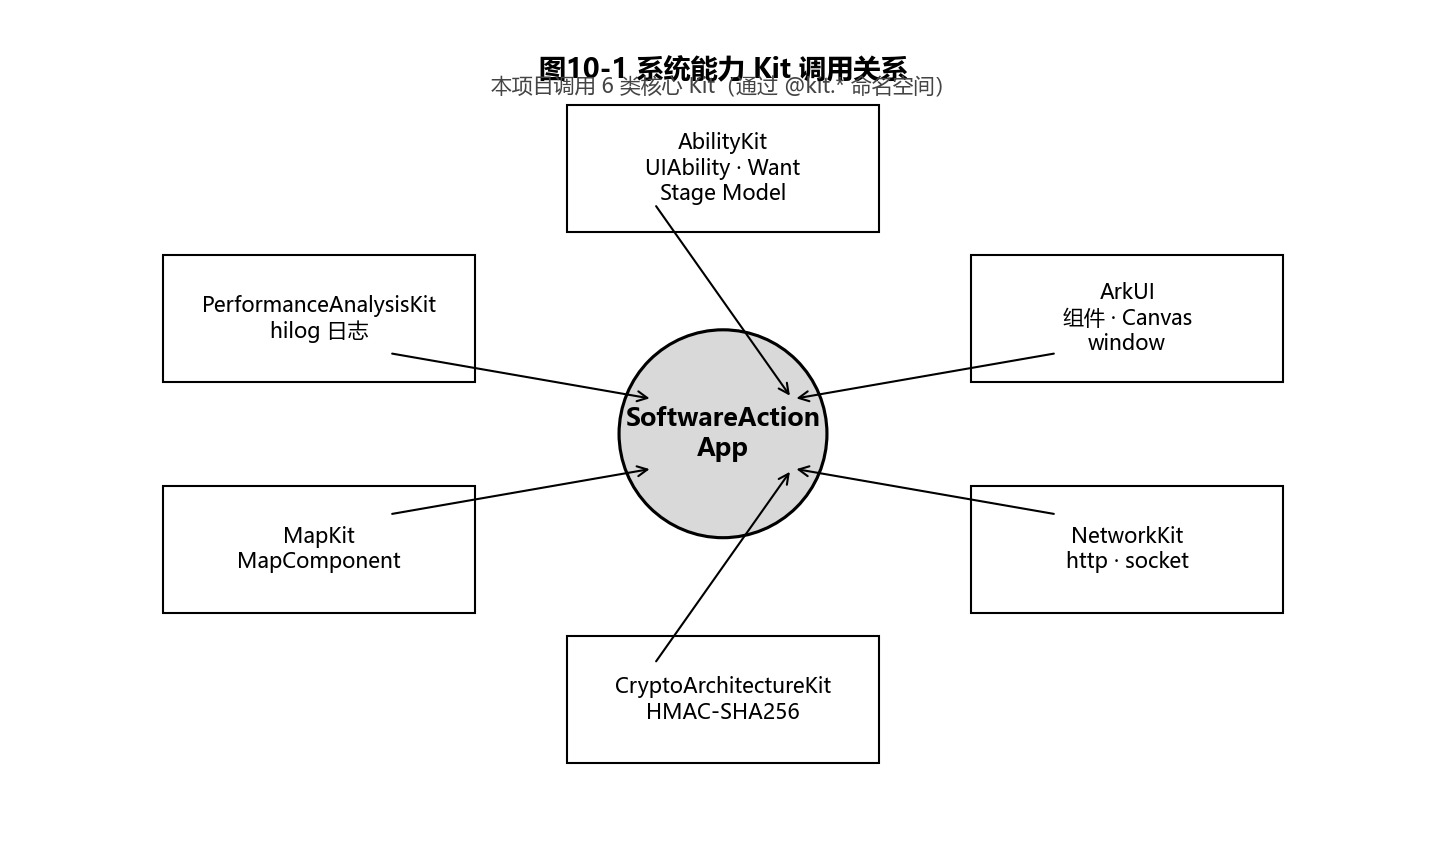 图10-1 系统能力 Kit 调用关系
本项目调用 6 类核心 Kit（通过 @kit.* 命名空间）
AbilityKit
UIAbility · Want
Stage Model
PerformanceAnalysisKit
hilog 日志
ArkUI
组件 · Canvas
window
SoftwareAction
App
MapKit
MapComponent
NetworkKit
http · socket
CryptoArchitectureKit
HMAC-SHA256